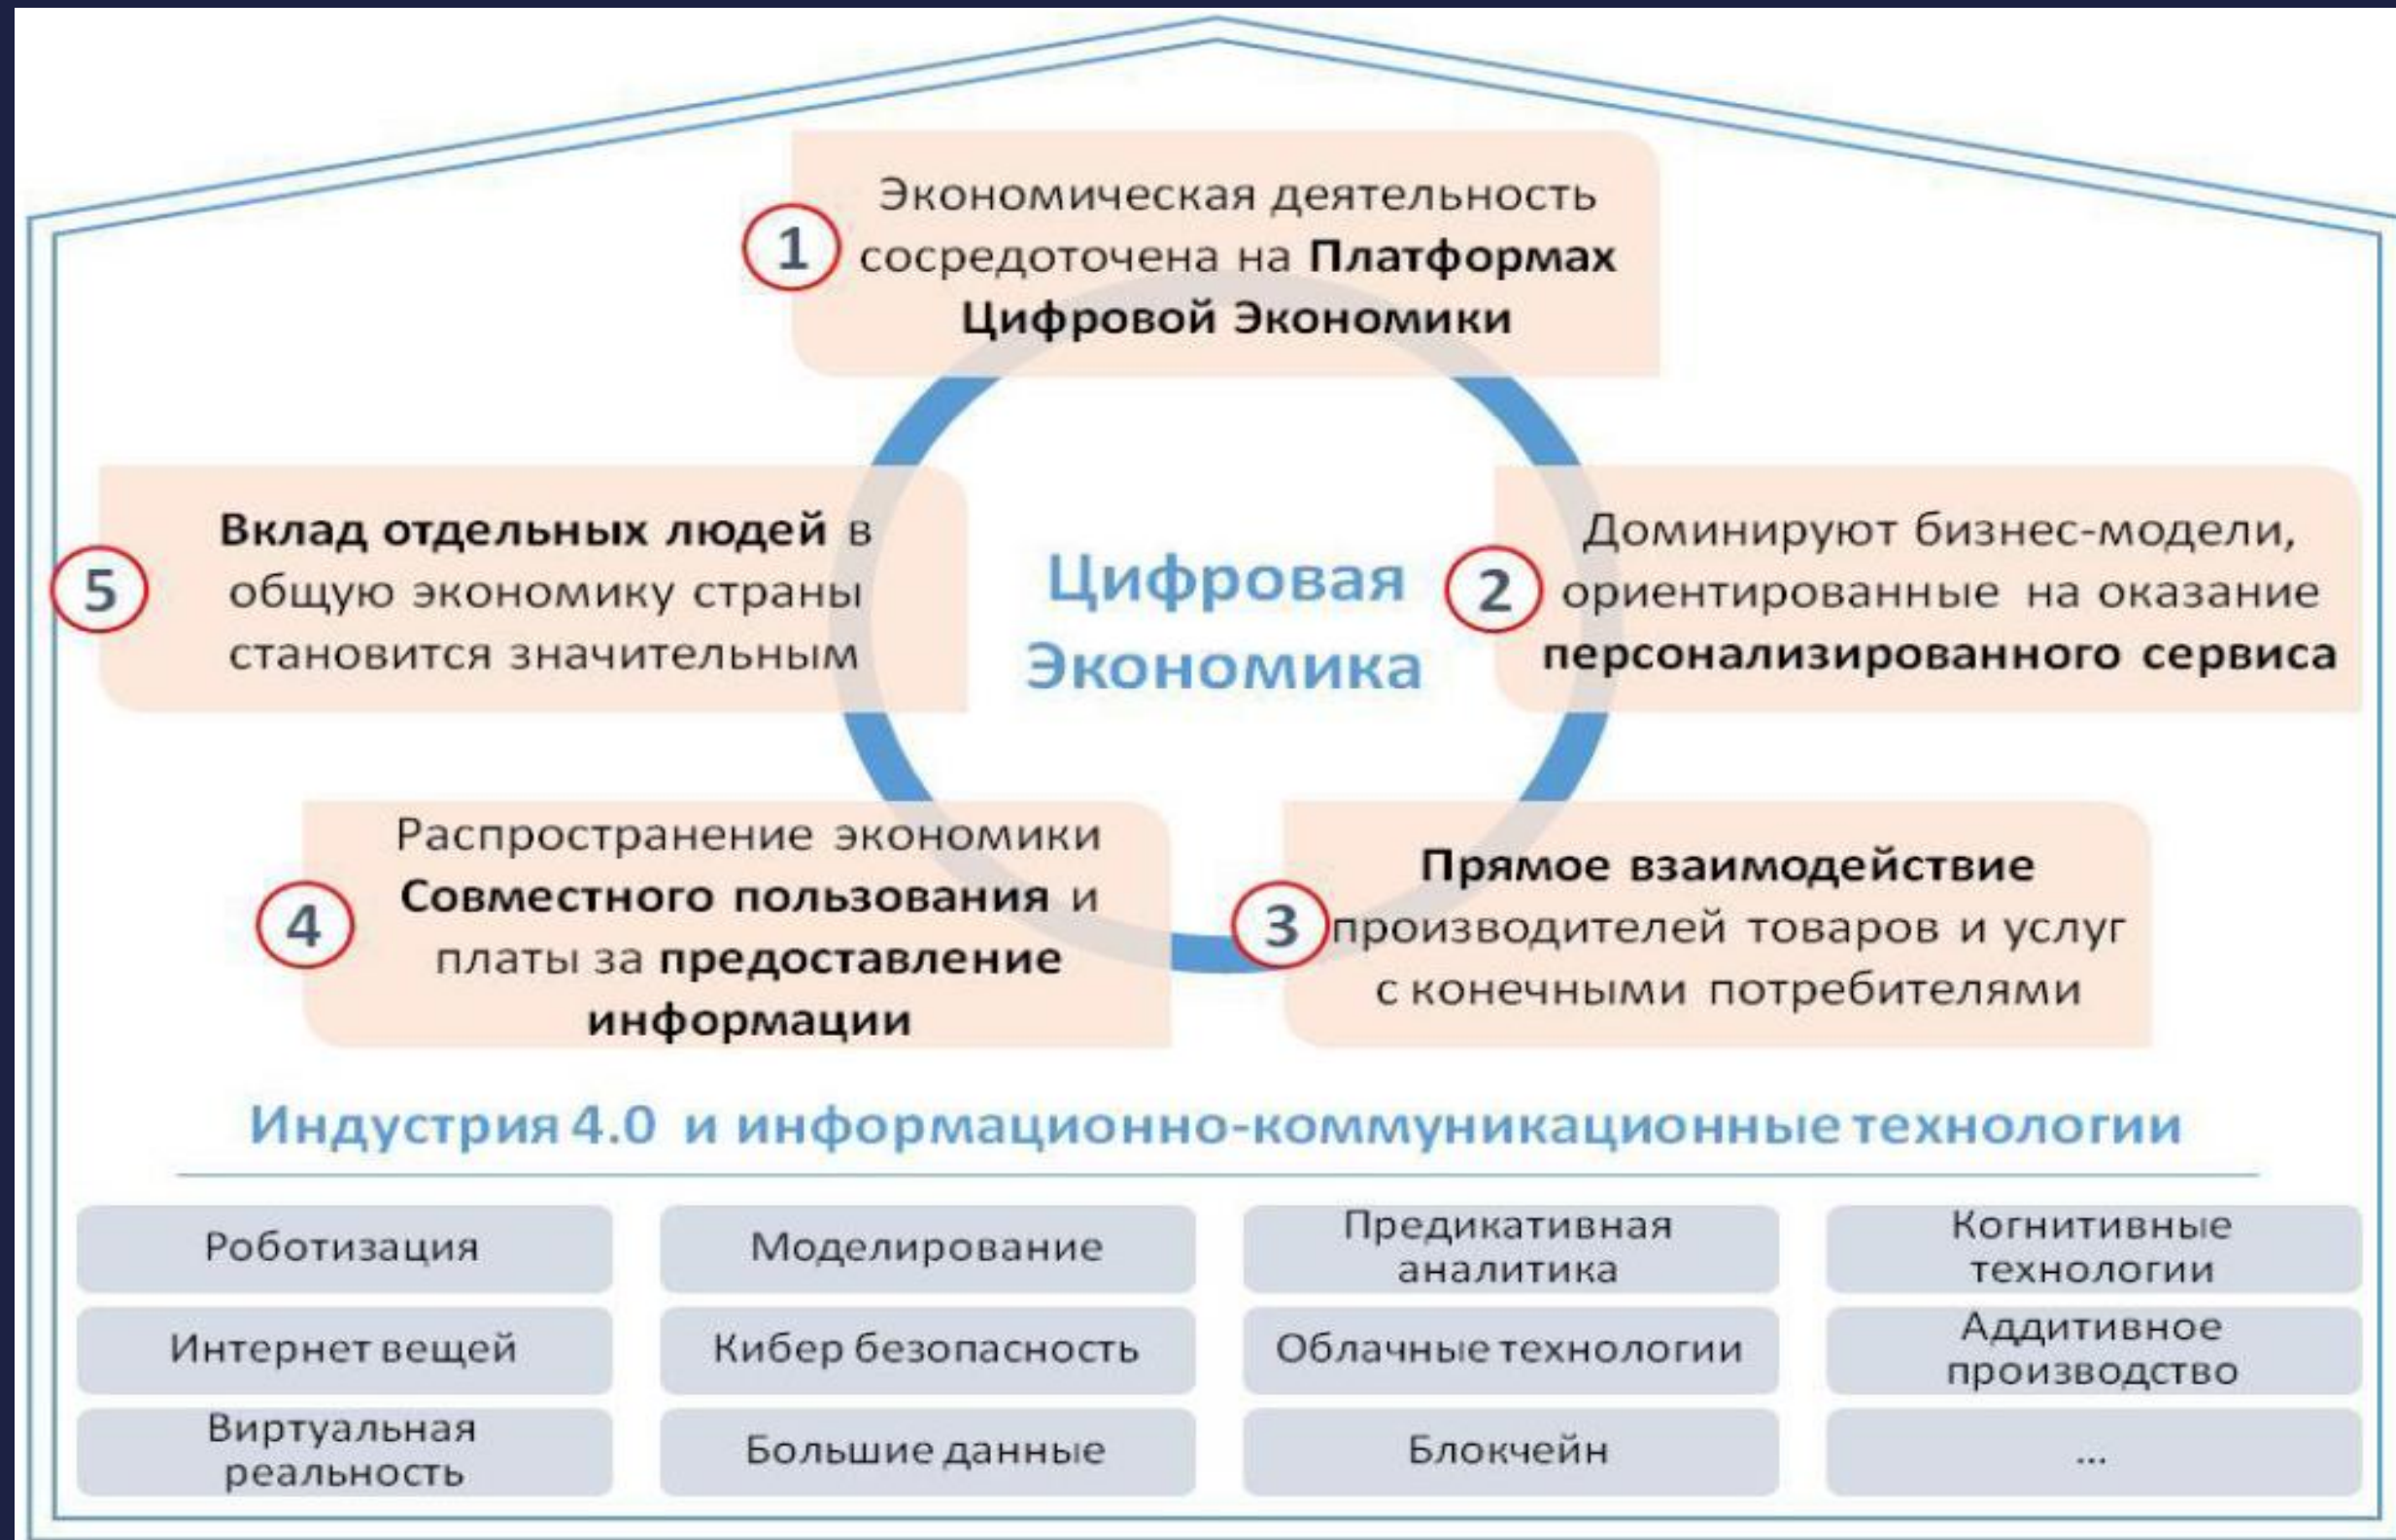 1
Экономическая деятельность
сосредоточена на Платформах
Цифровой Экономики
5
Вклад отдельных людей в
общую экономику страны
становится значительным
Цифровая
Экономика
2
Доминируют бизнес-модели,
ориентированные на оказание
персонализированного сервиса
4
Распространение экономики
Совместного пользования и
платы за предоставление
информации
3
Прямое взаимодействие
производителей товаров и услуг
с конечными потребителями
Индустрия 4.0 и информационно-коммуникационные технологии
Роботизация
Моделирование
Предикативная
аналитика
Когнитивные
технологии
Интернет вещей
Кибер безопасность
Облачные технологии
Аддитивное
производство
Виртуальная
реальность
Большие данные
Блокчейн
...